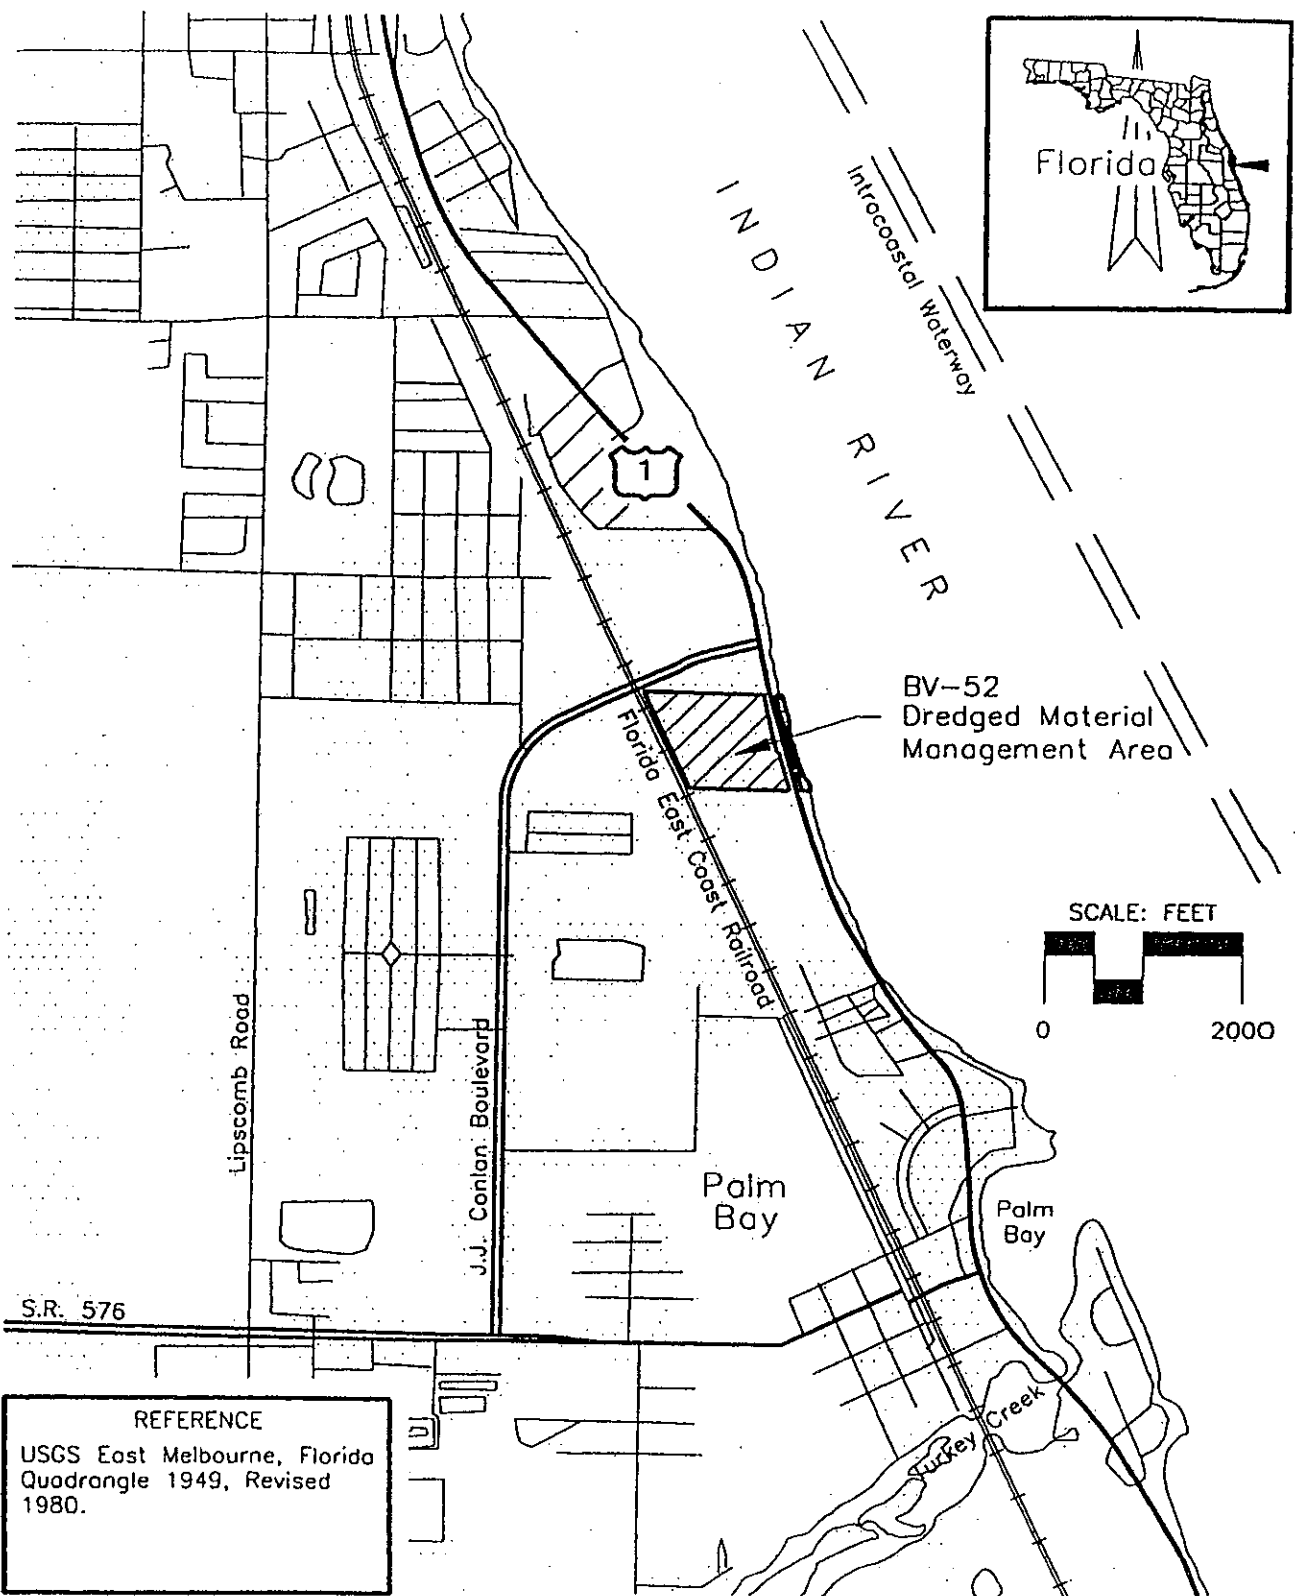 Florida
Intracoastal Waterway
INDIAN RIVER
1
BV-52
Dredged Material
Management Area
Florida East Coast Railroad
SCALE: FEET
0 2000
Lipscomb Road
J.J. Conlan Boulevard
Palm
Bay
Palm
Bay
S.R. 576
Turkey Creek
REFERENCE
USGS East Melbourne, Florida
Quadrangle 1949, Revised
1980.